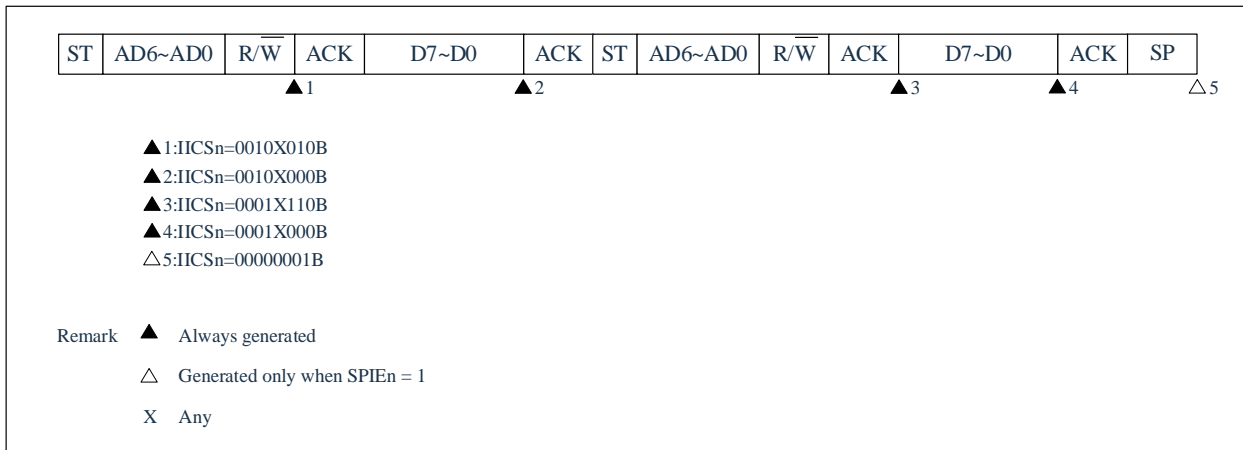 ST AD6~AD0 R/W̅ ACK D7~D0 ACK ST AD6~AD0 R/W̅ ACK D7~D0 ACK SP
▲1 ▲2 ▲3 ▲4 △5
▲1:IICSn=0010X010B
▲2:IICSn=0010X000B
▲3:IICSn=0001X110B
▲4:IICSn=0001X000B
△5:IICSn=00000001B
Remark ▲ Always generated
△ Generated only when SPIEn = 1
X Any